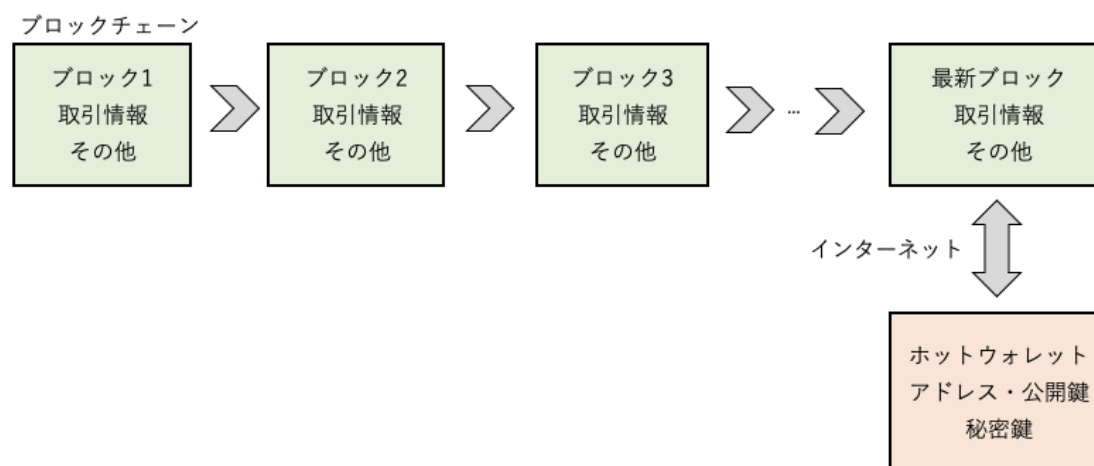 ブロックチェーン
ブロック1
取引情報
その他
ブロック2
取引情報
その他
ブロック3
取引情報
その他
…
最新ブロック
取引情報
その他
インターネット
ホットウォレット
アドレス・公開鍵
秘密鍵